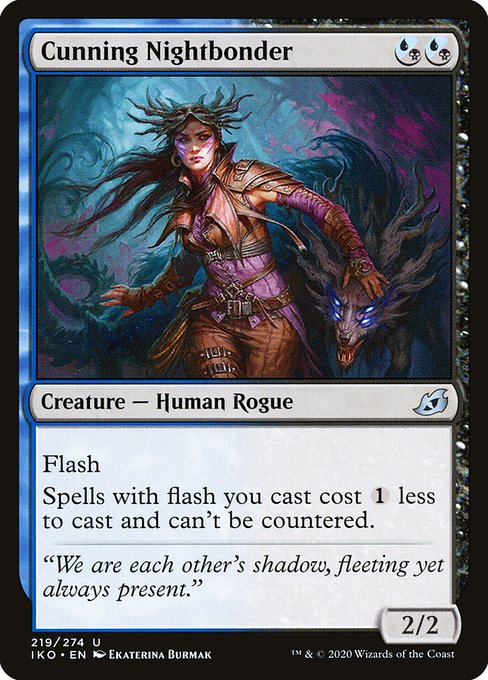 Cunning Nightbonder
Creature — Human Rogue
Flash
Spells with flash you cast cost 1 less
to cast and can't be countered.
"We are each other's shadow, fleeting yet
always present."
2/2
219/274 U
IKO • EN Ekaterina Burmak
™ & © 2020 Wizards of the Coast